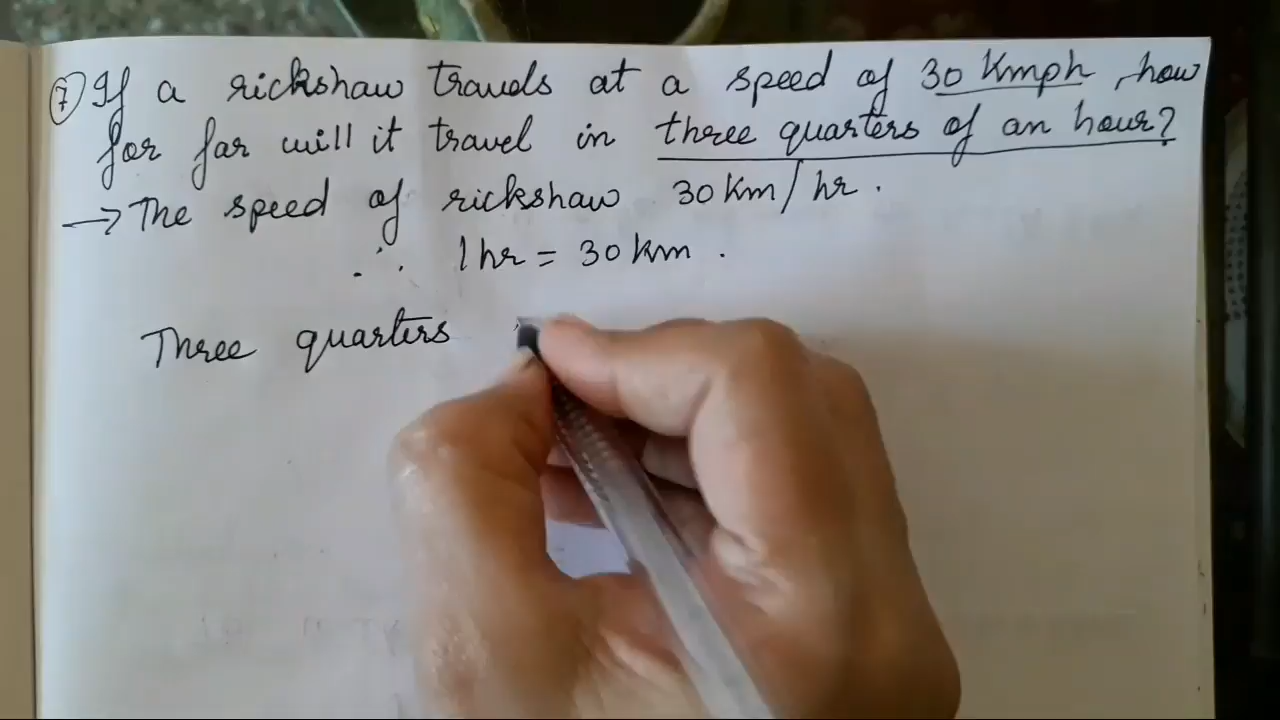 7 If a rickshaw travels at a speed of 30 Kmph, how
for far will it travel in three quarters of an hour?
→ The speed of rickshaw 30 Km/hr.
∴ 1 hr = 30 km.
Three quarters